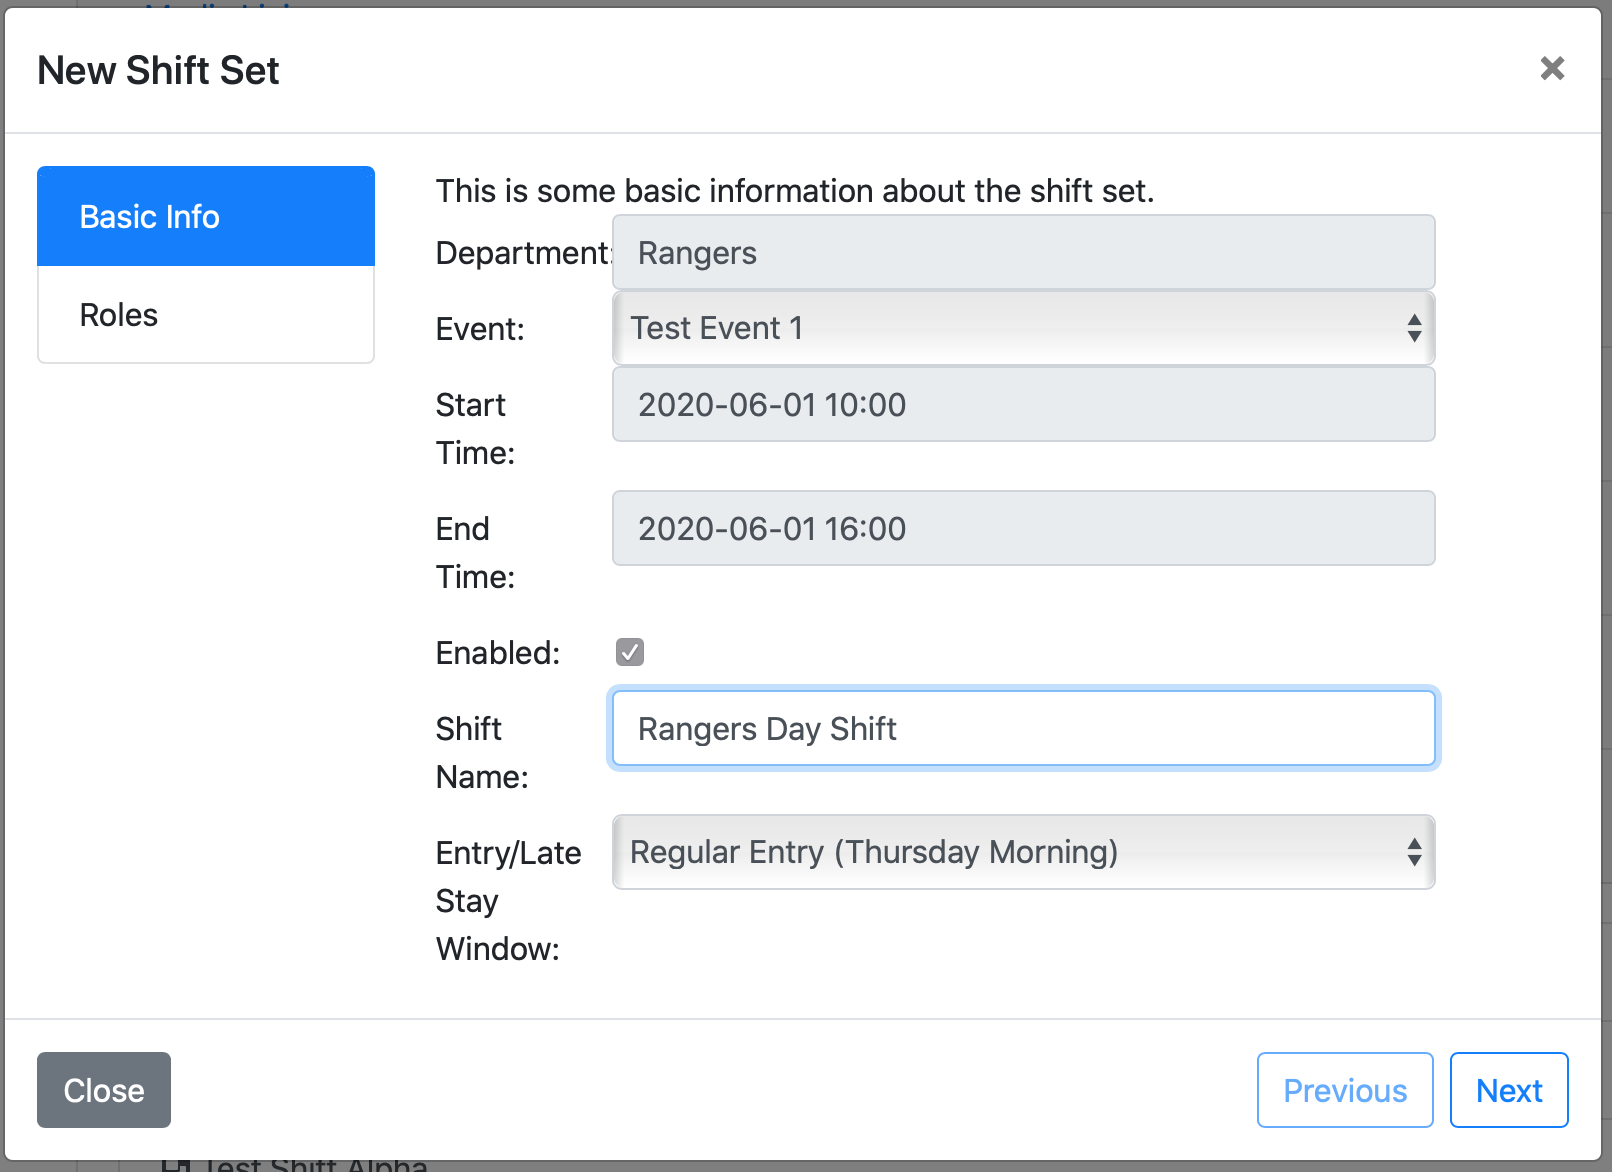 New Shift Set
Basic Info
Roles
This is some basic information about the shift set.
Department: Rangers
Event: Test Event 1
Start Time: 2020-06-01 10:00
End Time: 2020-06-01 16:00
Enabled:
Shift Name: Rangers Day Shift
Entry/Late Stay Window: Regular Entry (Thursday Morning)
Close
Previous
Next
Test Shift Alpha